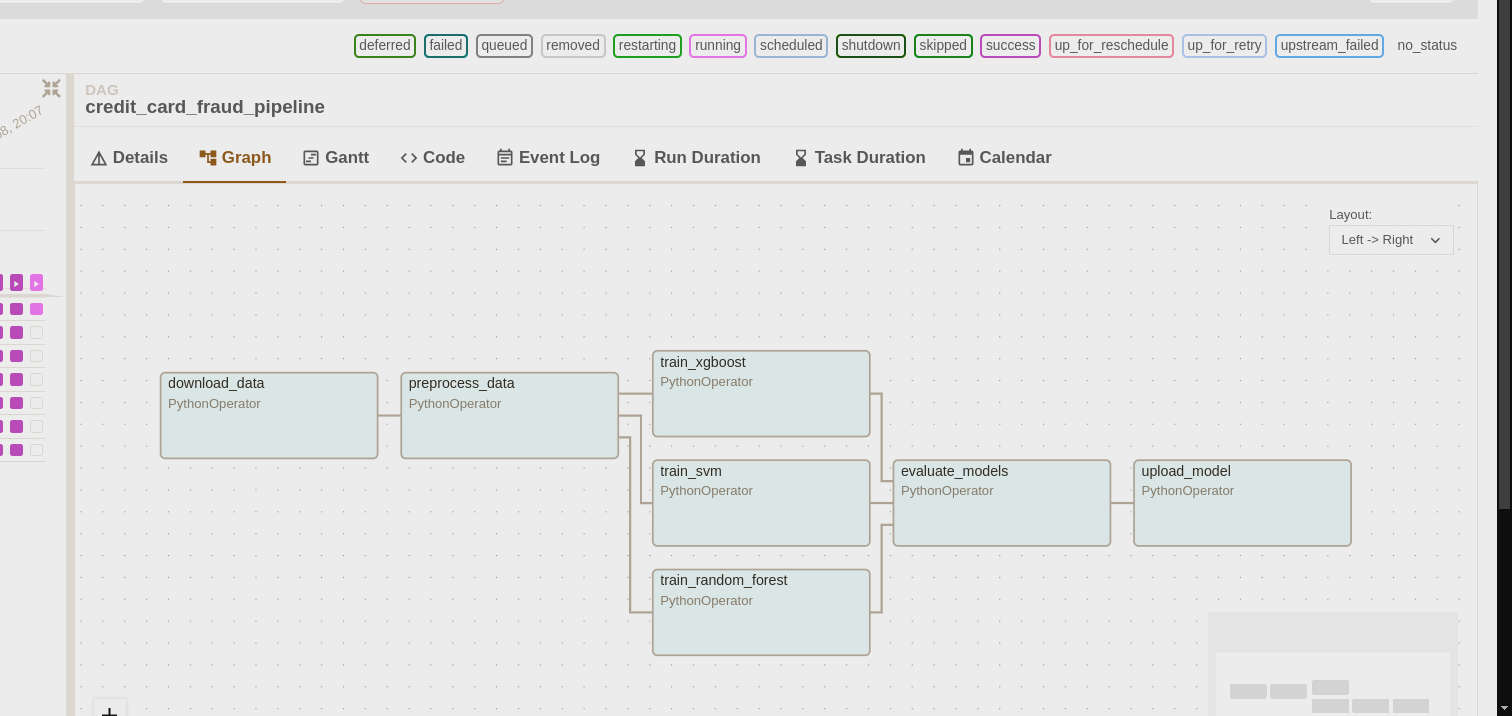 deferred failed queued removed restarting running scheduled shutdown skipped success up_for_reschedule up_for_retry upstream_failed no_status
20:07
DAG
credit_card_fraud_pipeline
Details Graph Gantt Code Event Log Run Duration Task Duration Calendar
Layout:
Left -> Right
download_data
PythonOperator
preprocess_data
PythonOperator
train_xgboost
PythonOperator
train_svm
PythonOperator
train_random_forest
PythonOperator
evaluate_models
PythonOperator
upload_model
PythonOperator